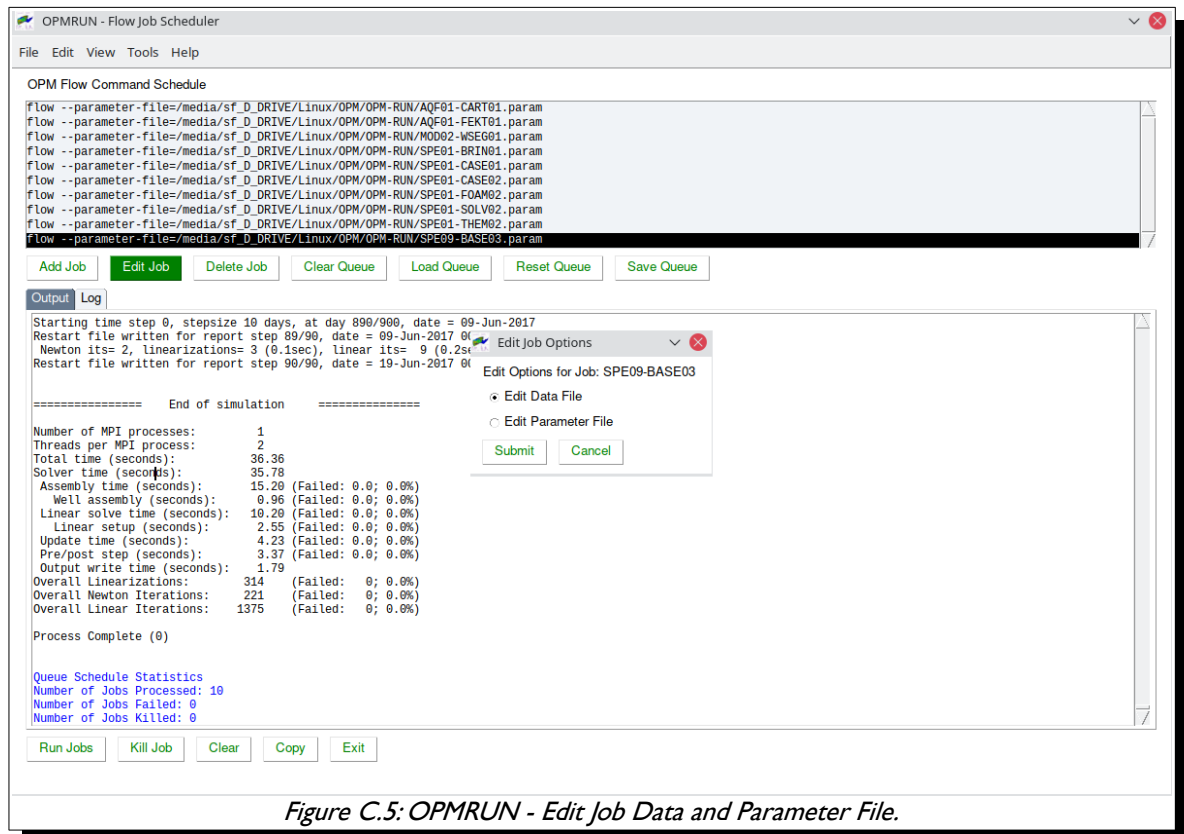 OPMRUN - Flow Job Scheduler
File Edit View Tools Help
OPM Flow Command Schedule
flow --parameter-file=/media/sf_D_DRIVE/Linux/OPM/OPM-RUN/AQF01-CART01.param
flow --parameter-file=/media/sf_D_DRIVE/Linux/OPM/OPM-RUN/AQF01-FEKT01.param
flow --parameter-file=/media/sf_D_DRIVE/Linux/OPM/OPM-RUN/MOD02-WSEG01.param
flow --parameter-file=/media/sf_D_DRIVE/Linux/OPM/OPM-RUN/SPE01-BRIN01.param
flow --parameter-file=/media/sf_D_DRIVE/Linux/OPM/OPM-RUN/SPE01-CASE01.param
flow --parameter-file=/media/sf_D_DRIVE/Linux/OPM/OPM-RUN/SPE01-CASE02.param
flow --parameter-file=/media/sf_D_DRIVE/Linux/OPM/OPM-RUN/SPE01-FOAM02.param
flow --parameter-file=/media/sf_D_DRIVE/Linux/OPM/OPM-RUN/SPE01-SOLV02.param
flow --parameter-file=/media/sf_D_DRIVE/Linux/OPM/OPM-RUN/SPE01-THEM02.param
flow --parameter-file=/media/sf_D_DRIVE/Linux/OPM/OPM-RUN/SPE09-BASE03.param
Add Job Edit Job Delete Job Clear Queue Load Queue Reset Queue Save Queue
Output Log
Starting time step 0, stepsize 10 days, at day 890/900, date = 09-Jun-2017
Restart file written for report step 89/90, date = 09-Jun-2017 00
Newton its= 2, linearizations= 3 (0.1sec), linear its= 9 (0.2se
Restart file written for report step 90/90, date = 19-Jun-2017 00
================ End of simulation ===============
Number of MPI processes: 1
Threads per MPI process: 2
Total time (seconds): 36.36
Solver time (seconds): 35.78
Assembly time (seconds): 15.20 (Failed: 0.0; 0.0%)
Well assembly (seconds): 0.96 (Failed: 0.0; 0.0%)
Linear solve time (seconds): 10.20 (Failed: 0.0; 0.0%)
Linear setup (seconds): 2.55 (Failed: 0.0; 0.0%)
Update time (seconds): 4.23 (Failed: 0.0; 0.0%)
Pre/post step (seconds): 3.37 (Failed: 0.0; 0.0%)
Output write time (seconds): 1.79
Overall Linearizations: 314 (Failed: 0; 0.0%)
Overall Newton Iterations: 221 (Failed: 0; 0.0%)
Overall Linear Iterations: 1375 (Failed: 0; 0.0%)
Process Complete (0)
Queue Schedule Statistics
Number of Jobs Processed: 10
Number of Jobs Failed: 0
Number of Jobs Killed: 0
Edit Job Options
Edit Options for Job: SPE09-BASE03
Edit Data File
Edit Parameter File
Submit Cancel
Run Jobs Kill Job Clear Copy Exit
Figure C.5: OPMRUN - Edit Job Data and Parameter File.